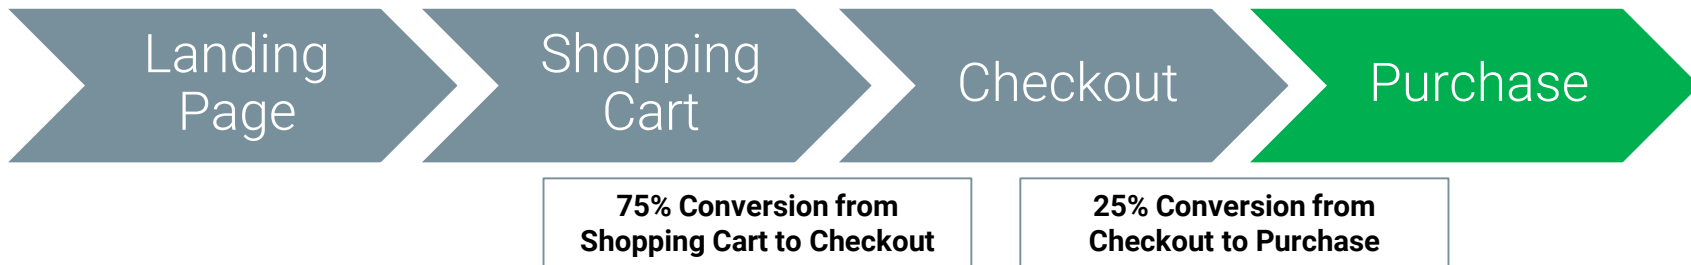 Landing
Page
Shopping
Cart
Checkout
Purchase
75% Conversion from
Shopping Cart to Checkout
25% Conversion from
Checkout to Purchase